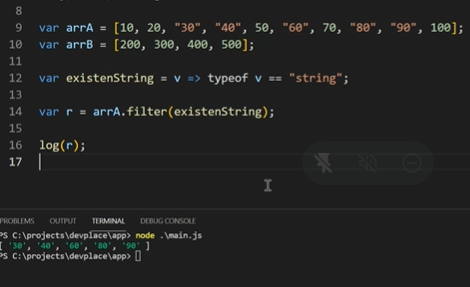 8
9 var arrA = [10, 20, "30", "40", 50, "60", 70, "80", "90", 100];
10 var arrB = [200, 300, 400, 500];
11
12 var existenString = v => typeof v == "string";
13
14 var r = arrA.filter(existenString);
15
16 log(r);
17
PROBLEMS OUTPUT TERMINAL DEBUG CONSOLE
PS C:\projects\devplace\app> node .\main.js
[ '30', '40', '60', '80', '90' ]
PS C:\projects\devplace\app>